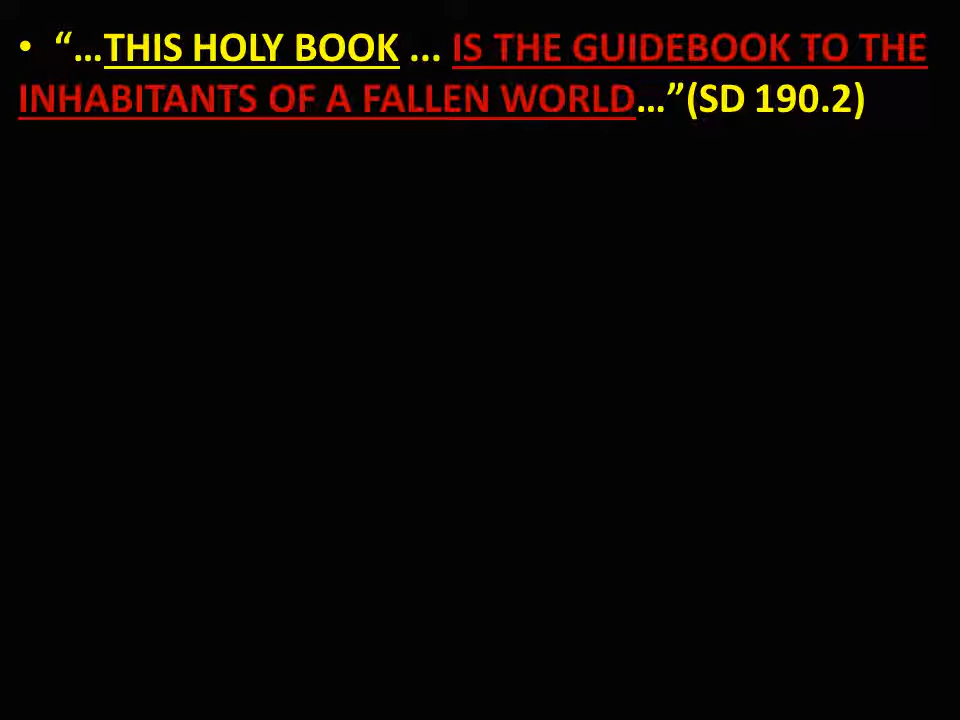 • “…THIS HOLY BOOK ... IS THE GUIDEBOOK TO THE
INHABITANTS OF A FALLEN WORLD…”(SD 190.2)